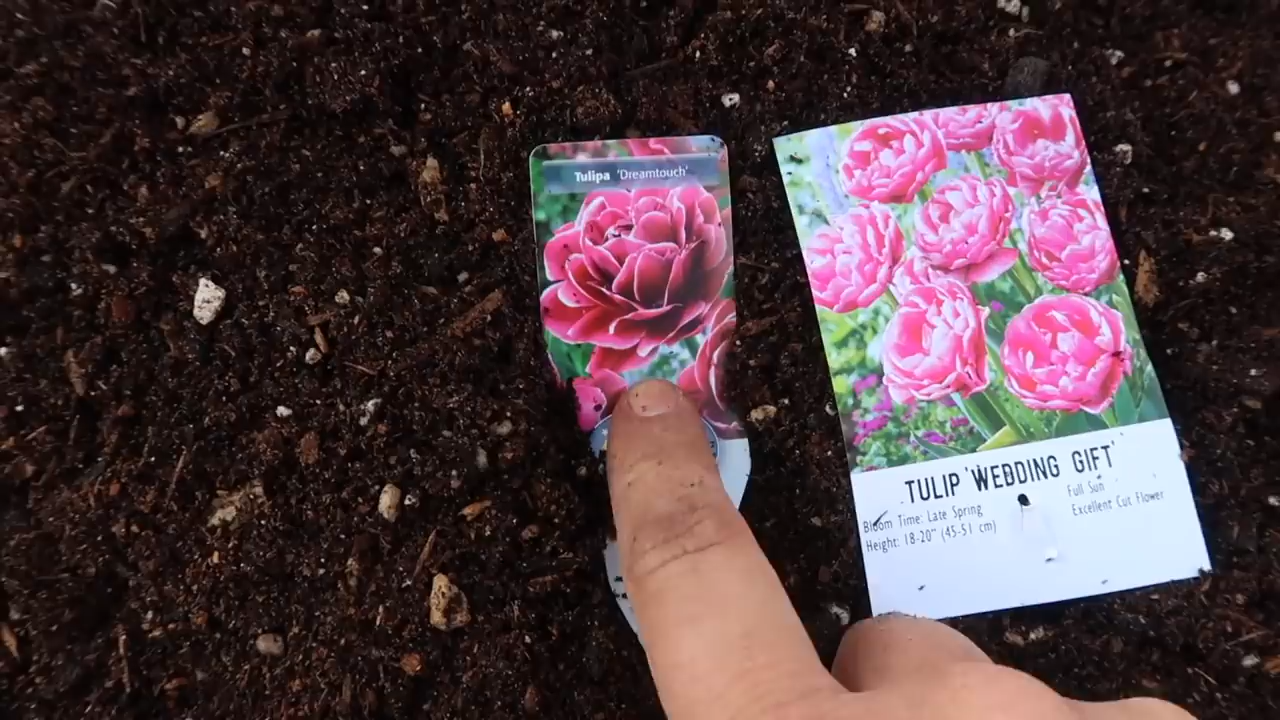 Tulipa 'Dreamtouch'
TULIP 'WEDDING GIFT'
Bloom Time: Late Spring
Height: 18-20" (45-51 cm)
Full Sun
Excellent Cut Flower